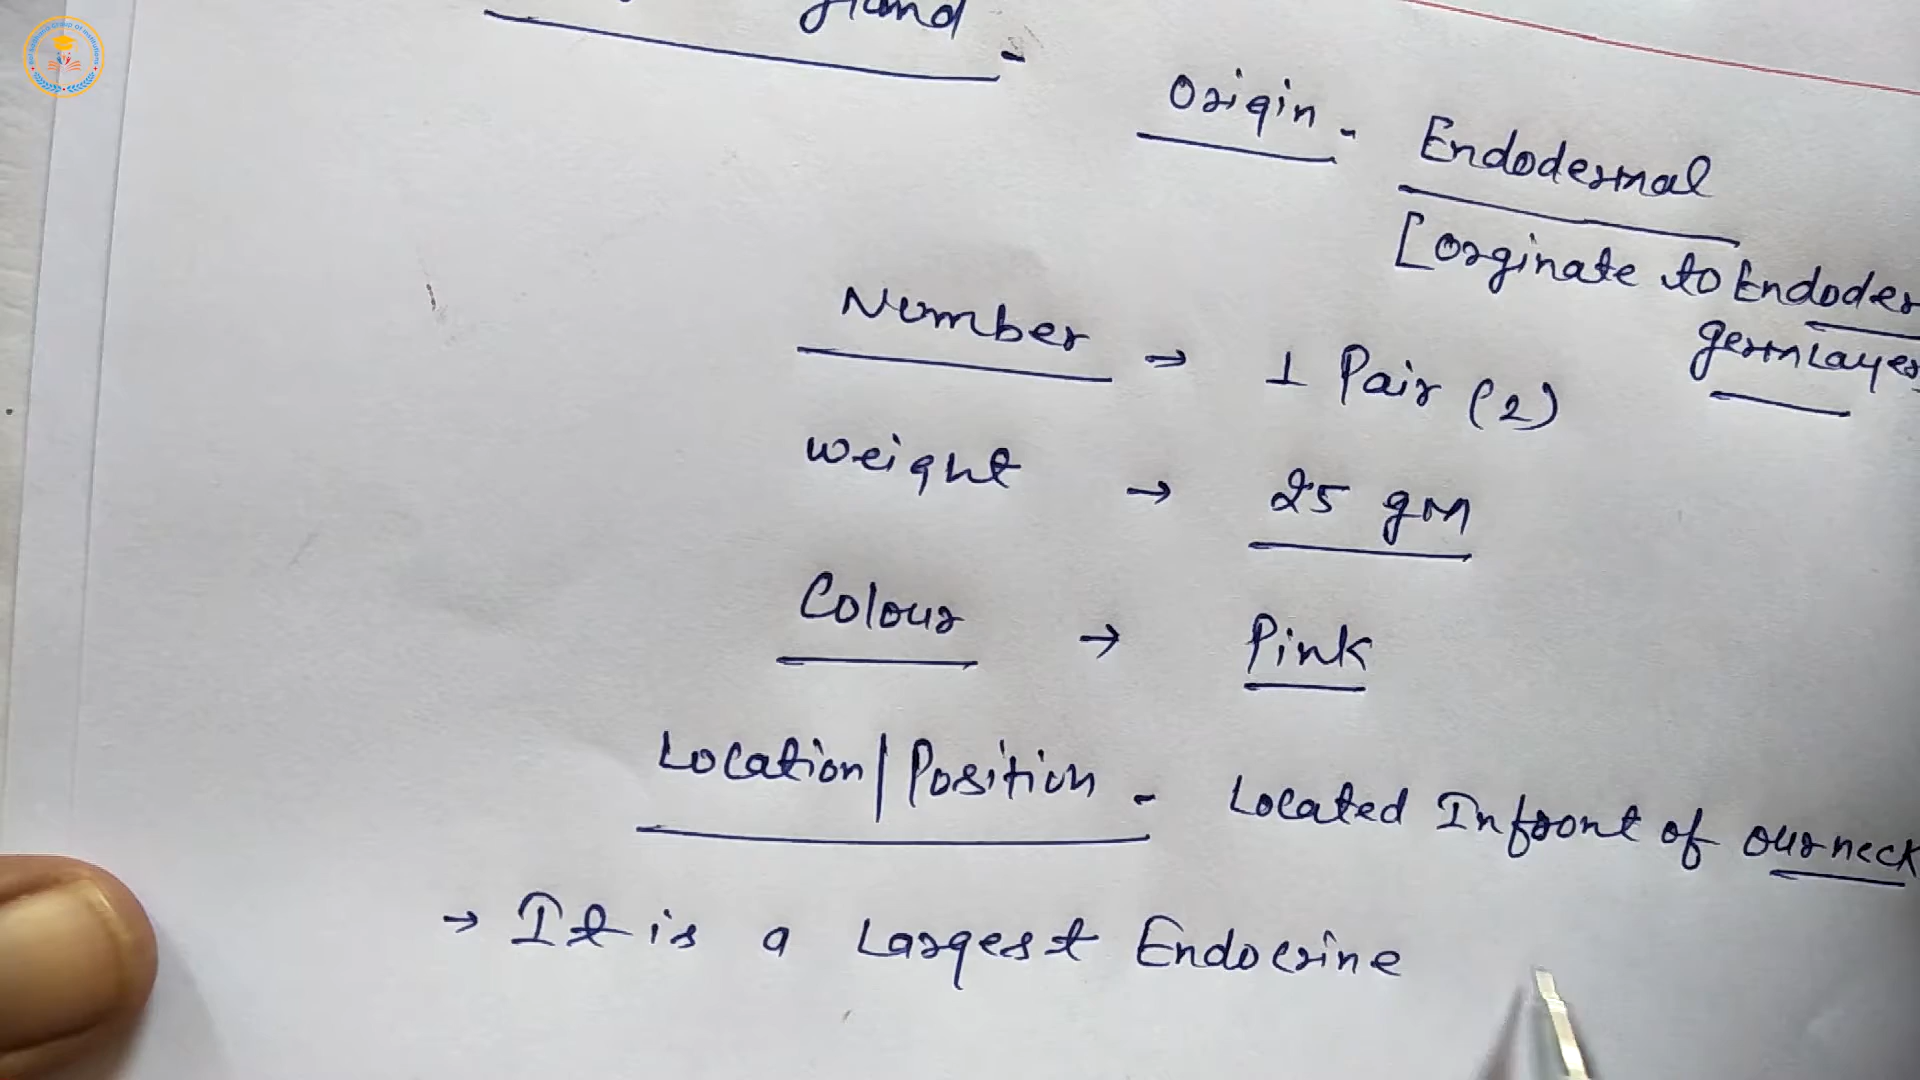 gland -
Origin - Endodermal
[orginate to Endoder
germ Layer
Number → 1 Pair (2)
weight → 25 gm
Colour → Pink
Location/Position - Located Infront of our neck
→ It is a Largest Endocrine